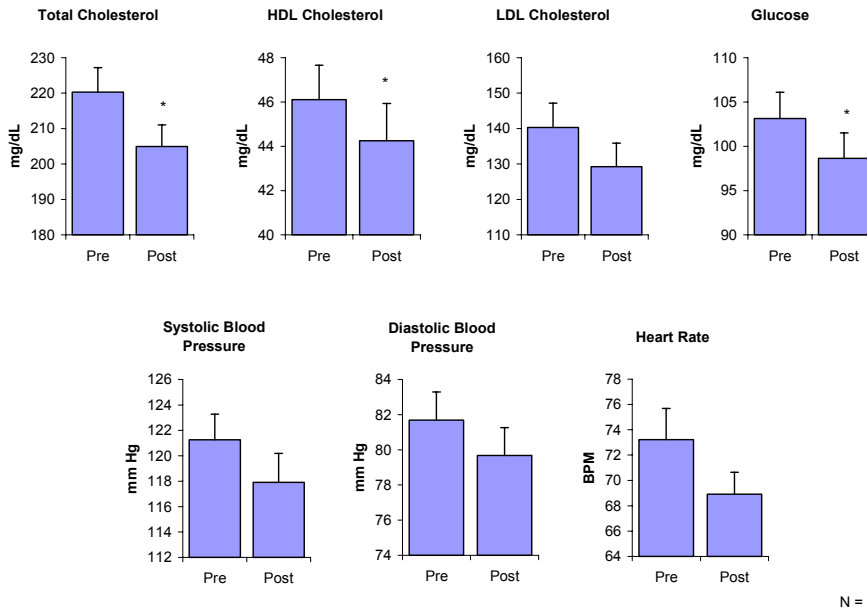 Total Cholesterol
HDL Cholesterol
LDL Cholesterol
Glucose
230
220
210
200
190
180
mg/dL
*
Pre
Post
48
46
44
42
40
mg/dL
*
Pre
Post
160
150
140
130
120
110
mg/dL
Pre
Post
110
105
100
95
90
mg/dL
*
Pre
Post
Systolic Blood
Pressure
126
124
122
120
118
116
114
112
mm Hg
Pre
Post
Diastolic Blood
Pressure
84
82
80
78
76
74
mm Hg
Pre
Post
Heart Rate
78
76
74
72
70
68
66
64
BPM
Pre
Post
N =